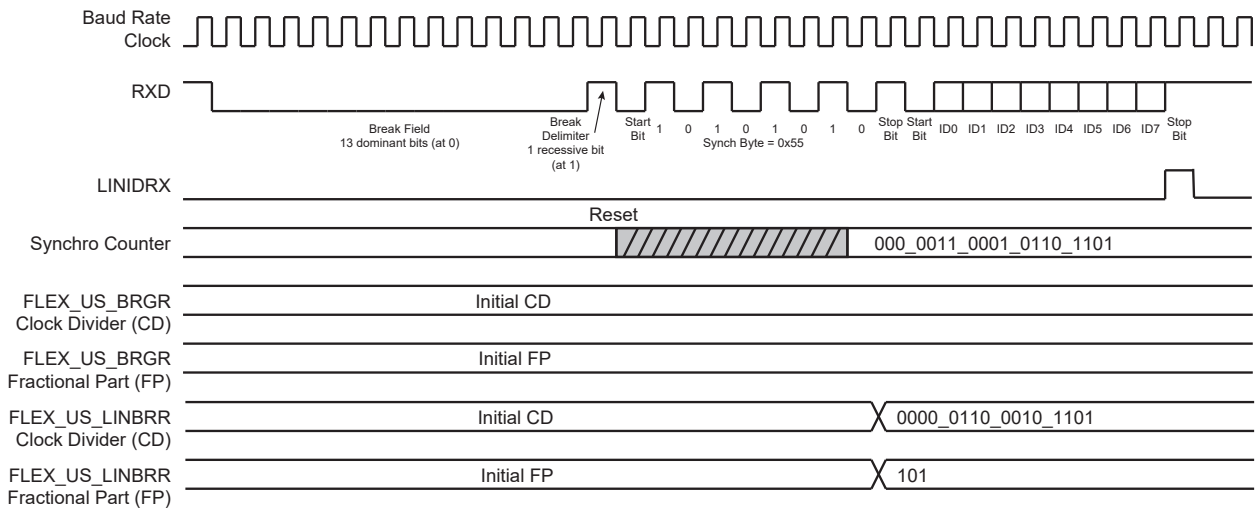 Baud Rate
Clock
RXD
Break Field
13 dominant bits (at 0)
Break
Delimiter
1 recessive bit
(at 1)
Start
Bit
1 0 1 0 1 0 1 0
Synch Byte = 0x55
Stop
Bit
Start
Bit
ID0 ID1 ID2 ID3 ID4 ID5 ID6 ID7
Stop
Bit
LINIDRX
Reset
Synchro Counter
000_0011_0001_0110_1101
FLEX_US_BRGR
Clock Divider (CD)
Initial CD
FLEX_US_BRGR
Fractional Part (FP)
Initial FP
FLEX_US_LINBRR
Clock Divider (CD)
Initial CD
0000_0110_0010_1101
FLEX_US_LINBRR
Fractional Part (FP)
Initial FP
101